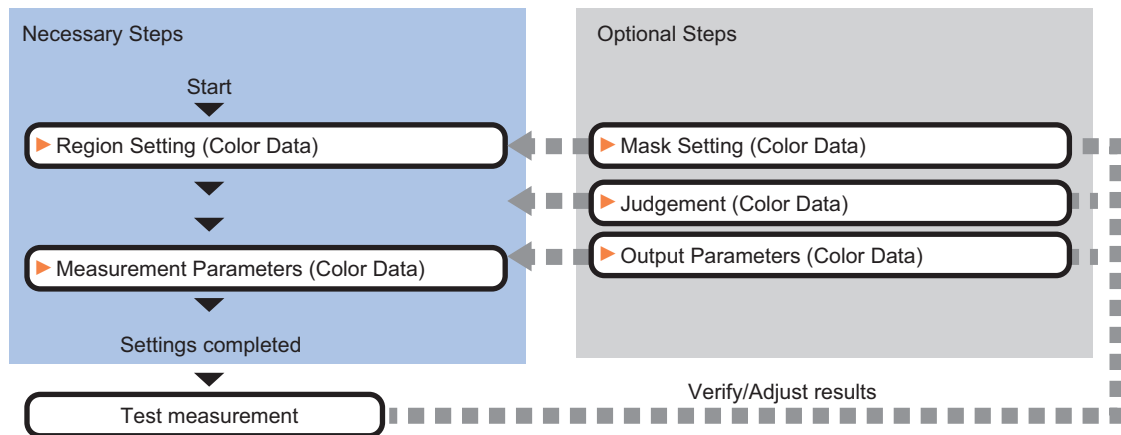 Necessary Steps
Start
Region Setting (Color Data)
Measurement Parameters (Color Data)
Settings completed
Test measurement
Optional Steps
Mask Setting (Color Data)
Judgement (Color Data)
Output Parameters (Color Data)
Verify/Adjust results